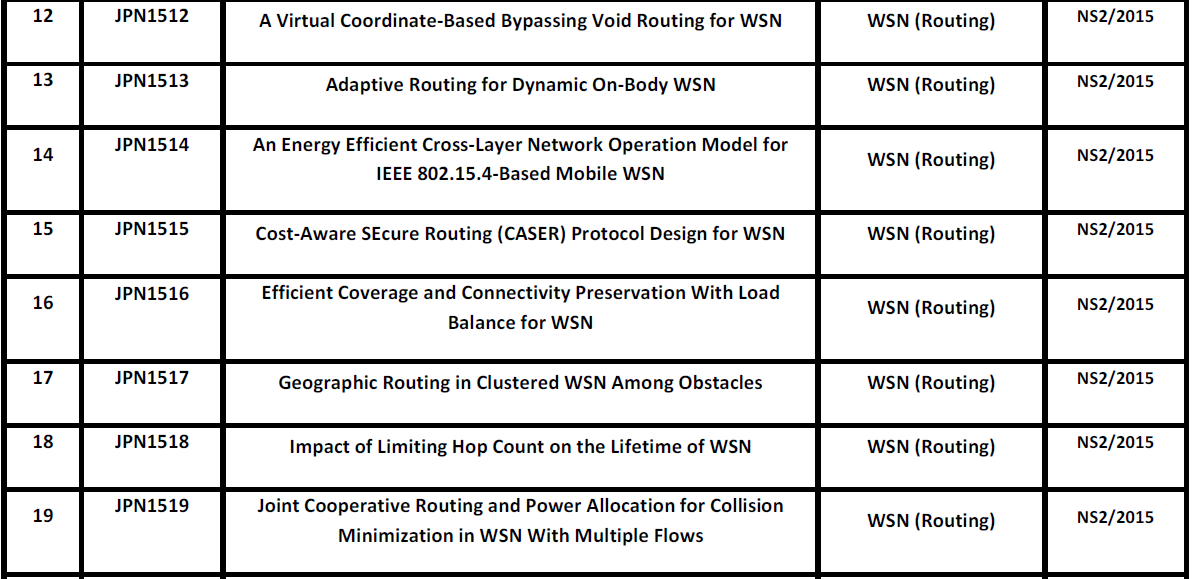 12 JPN1512 A Virtual Coordinate-Based Bypassing Void Routing for WSN WSN (Routing) NS2/2015
13 JPN1513 Adaptive Routing for Dynamic On-Body WSN WSN (Routing) NS2/2015
14 JPN1514 An Energy Efficient Cross-Layer Network Operation Model for
IEEE 802.15.4-Based Mobile WSN WSN (Routing) NS2/2015
15 JPN1515 Cost-Aware SEcure Routing (CASER) Protocol Design for WSN WSN (Routing) NS2/2015
16 JPN1516 Efficient Coverage and Connectivity Preservation With Load
Balance for WSN WSN (Routing) NS2/2015
17 JPN1517 Geographic Routing in Clustered WSN Among Obstacles WSN (Routing) NS2/2015
18 JPN1518 Impact of Limiting Hop Count on the Lifetime of WSN WSN (Routing) NS2/2015
19 JPN1519 Joint Cooperative Routing and Power Allocation for Collision
Minimization in WSN With Multiple Flows WSN (Routing) NS2/2015